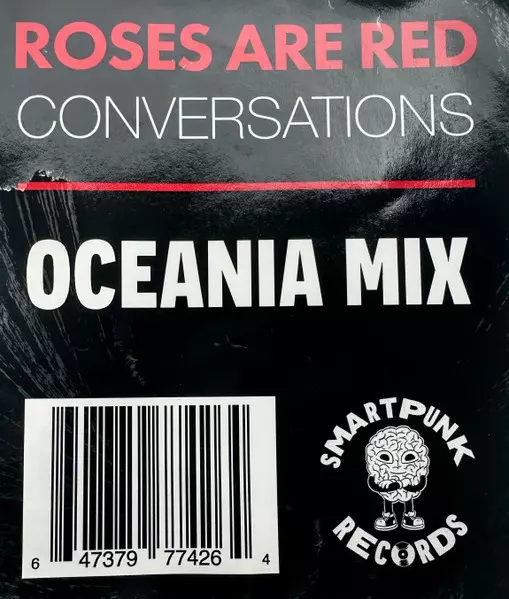 ROSES ARE RED
CONVERSATIONS
OCEANIA MIX
SMARTPUNK
RECORDS
6 47379 77426 4